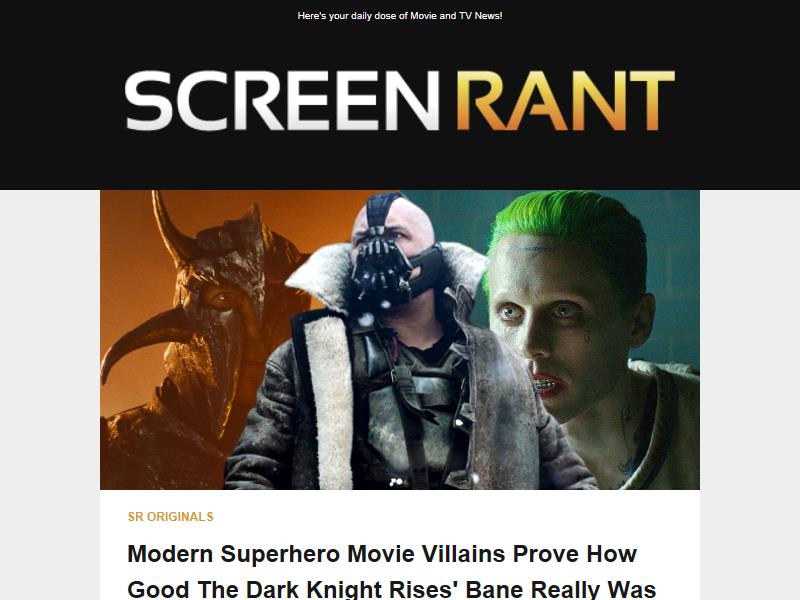 Here's your daily dose of Movie and TV News!
SCREEN RANT
SR ORIGINALS
Modern Superhero Movie Villains Prove How
Good The Dark Knight Rises' Bane Really Was